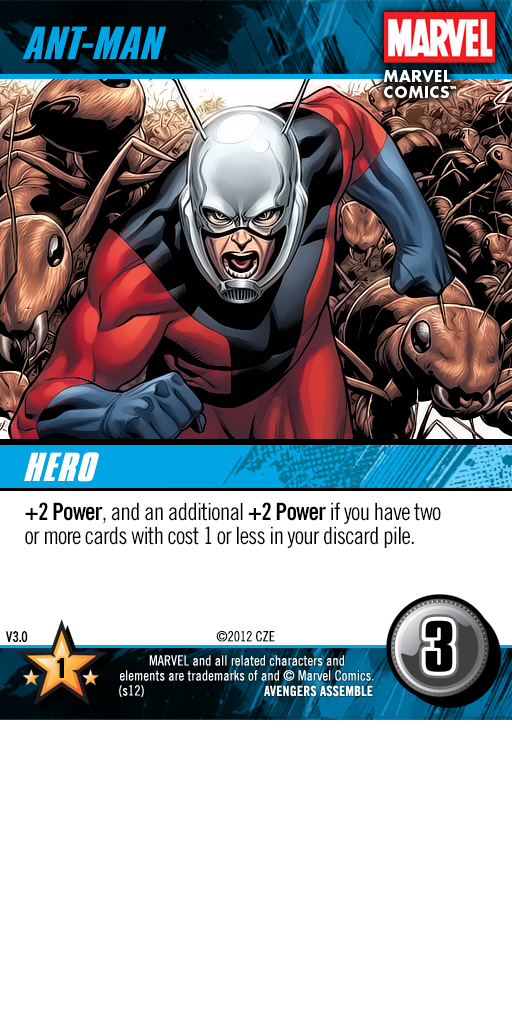 ANT-MAN
MARVEL
MARVEL
COMICS™
HERO
+2 Power, and an additional +2 Power if you have two
or more cards with cost 1 or less in your discard pile.
V3.0
©2012 CZE
1
MARVEL and all related characters and
elements are trademarks of and © Marvel Comics.
(s12) AVENGERS ASSEMBLE
3